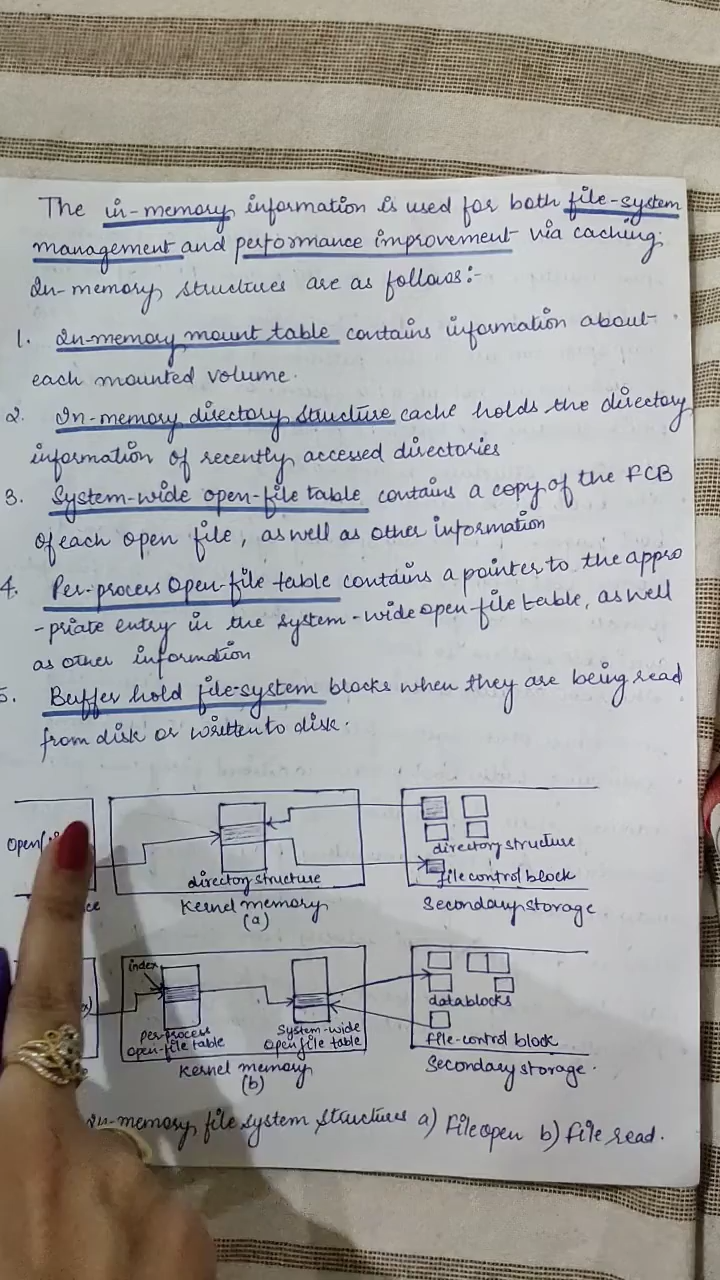 The in-memory information is used for both file-system
management and performance improvement via caching.
In-memory structures are as follows:-
1. In-memory mount table contains information about
each mounted volume.
2. In-memory directory structure cache holds the directory
information of recently accessed directories
3. System-wide open-file table contains a copy of the FCB
of each open file, as well as other information
4. Per-process open-file table contains a pointer to the appro
-priate entry in the system-wide open-file table, as well
as other information
5. Buffer hold file-system blocks when they are being read
from disk or written to disk.
open(
directory structure
directory structure
file control block
Kernel memory
Secondary storage
(a)
index
data blocks
per-process
open-file table
System-wide
open file table
file-control block
Kernel memory
Secondary storage.
(b)
In-memory file system structures a) File open b) File read.